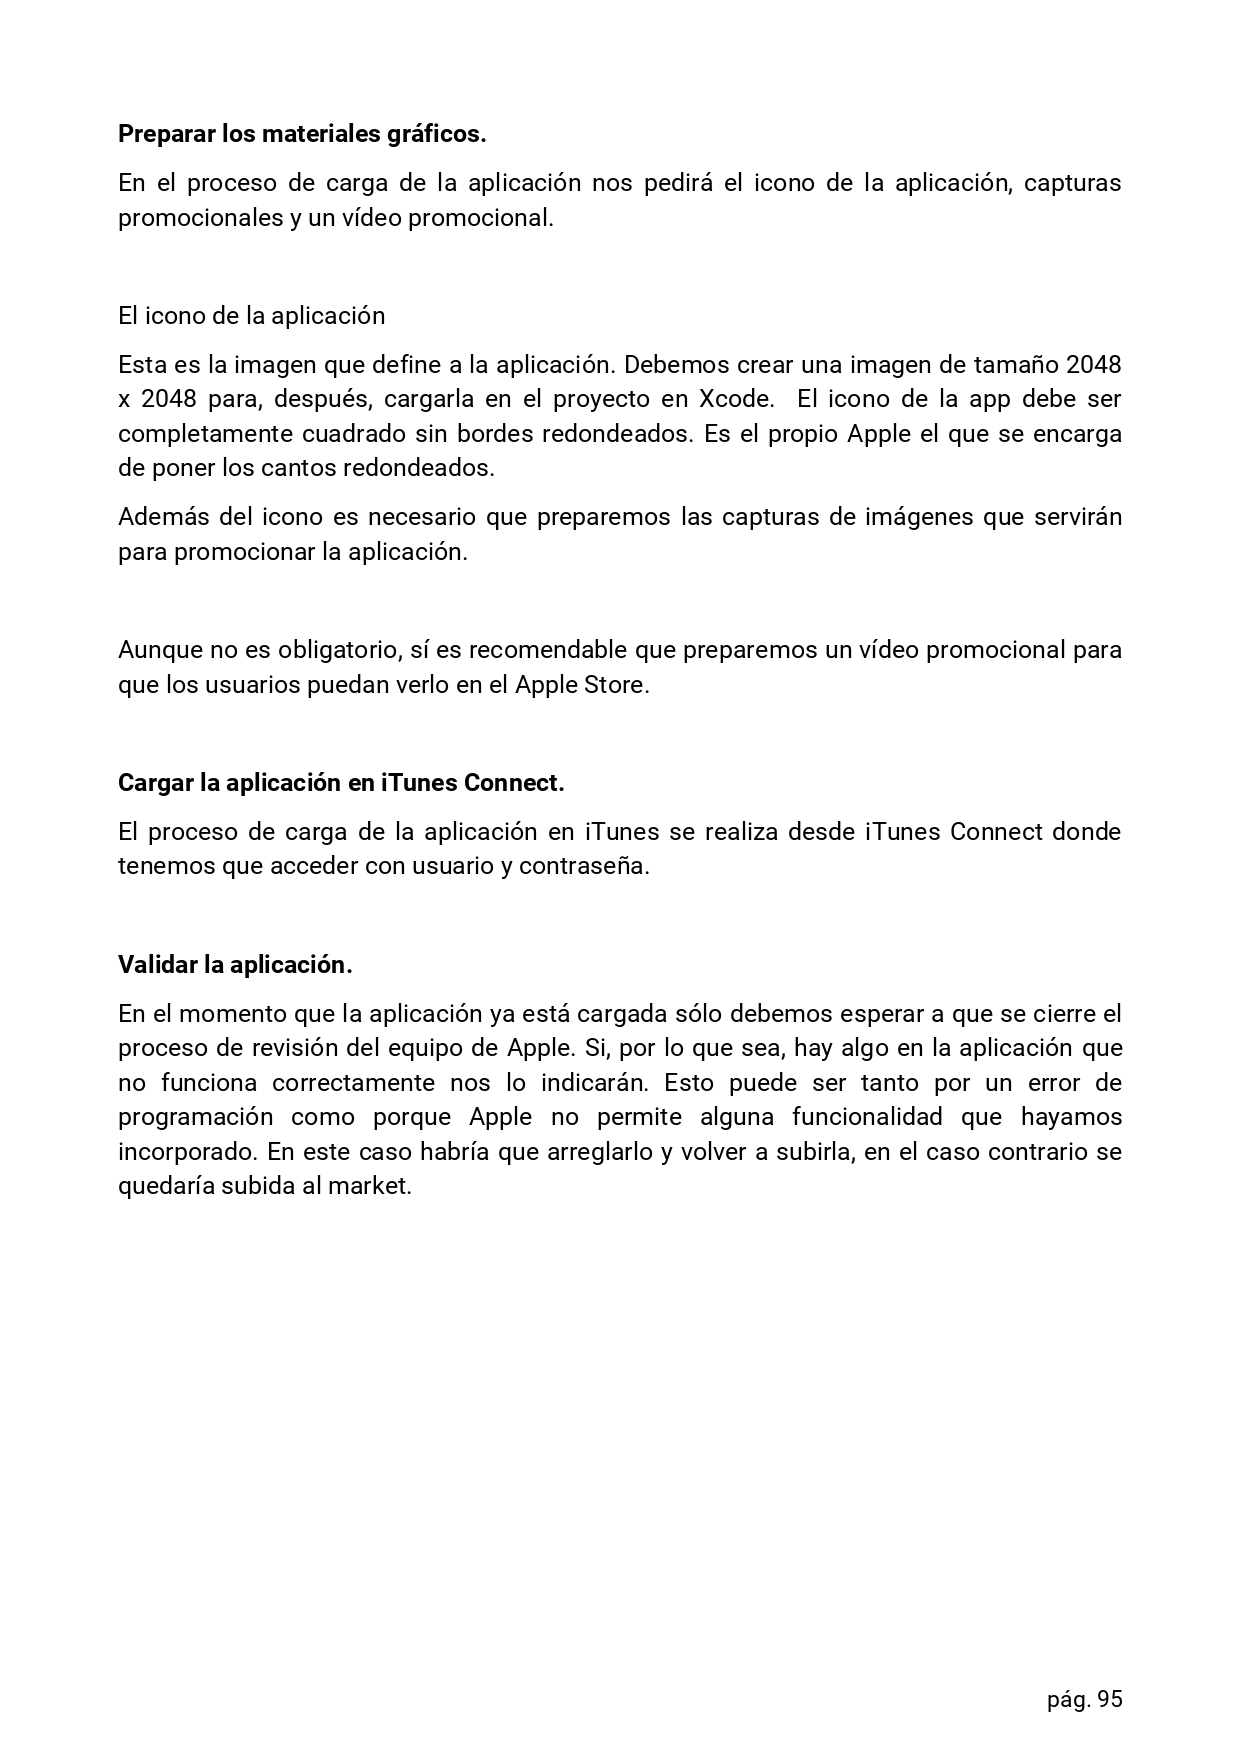 Preparar los materiales gráficos.
En el proceso de carga de la aplicación nos pedirá el icono de la aplicación, capturas
promocionales y un vídeo promocional.
El icono de la aplicación
Esta es la imagen que define a la aplicación. Debemos crear una imagen de tamaño 2048
x 2048 para, después, cargarla en el proyecto en Xcode.  El icono de la app debe ser
completamente cuadrado sin bordes redondeados. Es el propio Apple el que se encarga
de poner los cantos redondeados.
Además del icono es necesario que preparemos las capturas de imágenes que servirán
para promocionar la aplicación.
Aunque no es obligatorio, sí es recomendable que preparemos un vídeo promocional para
que los usuarios puedan verlo en el Apple Store.
Cargar la aplicación en iTunes Connect.
El proceso de carga de la aplicación en iTunes se realiza desde iTunes Connect donde
tenemos que acceder con usuario y contraseña.
Validar la aplicación.
En el momento que la aplicación ya está cargada sólo debemos esperar a que se cierre el
proceso de revisión del equipo de Apple. Si, por lo que sea, hay algo en la aplicación que
no funciona correctamente nos lo indicarán. Esto puede ser tanto por un error de
programación como porque Apple no permite alguna funcionalidad que hayamos
incorporado. En este caso habría que arreglarlo y volver a subirla, en el caso contrario se
quedaría subida al market.
pág. 95